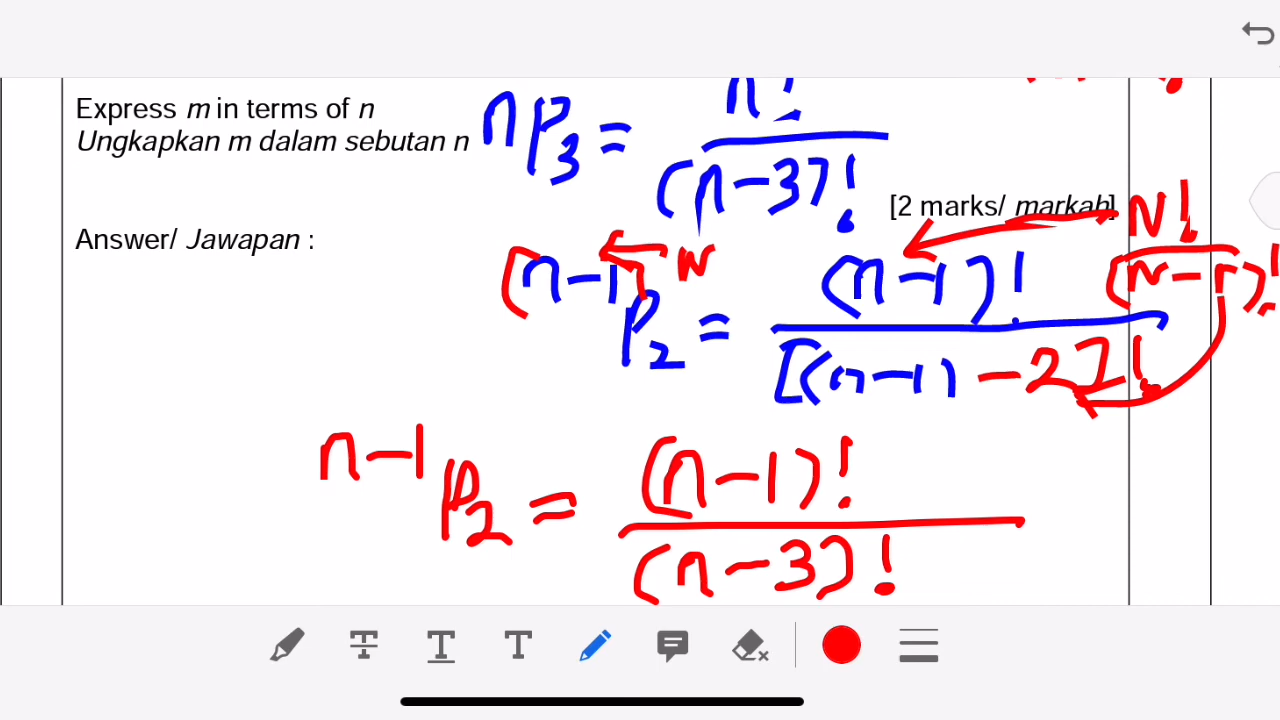 Express m in terms of n
Ungkapkan m dalam sebutan n
nP3 = n! / (n-3)!
[2 marks/ markah]
Answer/ Jawapan :
N! / (N-r)!
N
(n-1)P2 = (n-1)! / [(n-1)-2]!
n-1P2 = (n-1)! / (n-3)!
T T T